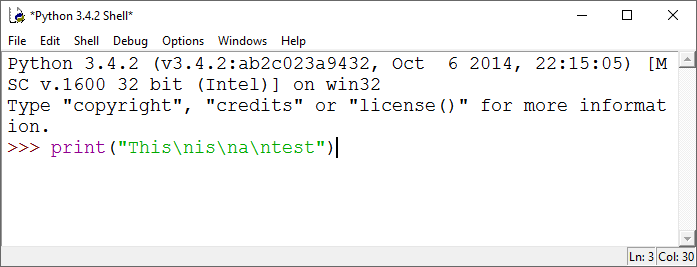 *Python 3.4.2 Shell*
File Edit Shell Debug Options Windows Help
Python 3.4.2 (v3.4.2:ab2c023a9432, Oct  6 2014, 22:15:05) [M
SC v.1600 32 bit (Intel)] on win32
Type "copyright", "credits" or "license()" for more informat
ion.
>>> print("This\nis\na\ntest")
Ln: 3 Col: 30